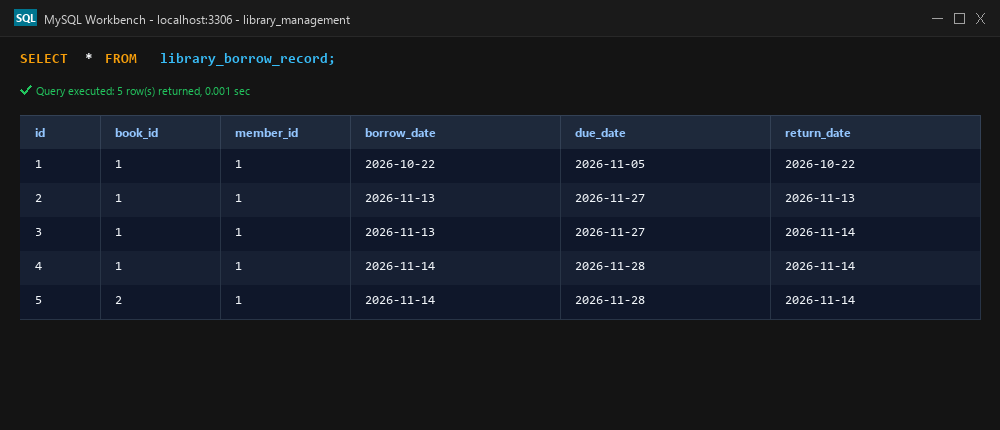 SQL MySQL Workbench - localhost:3306 - library_management
SELECT * FROM library_borrow_record;
Query executed: 5 row(s) returned, 0.001 sec
id book_id member_id borrow_date due_date return_date
1 1 1 2026-10-22 2026-11-05 2026-10-22
2 1 1 2026-11-13 2026-11-27 2026-11-13
3 1 1 2026-11-13 2026-11-27 2026-11-14
4 1 1 2026-11-14 2026-11-28 2026-11-14
5 2 1 2026-11-14 2026-11-28 2026-11-14